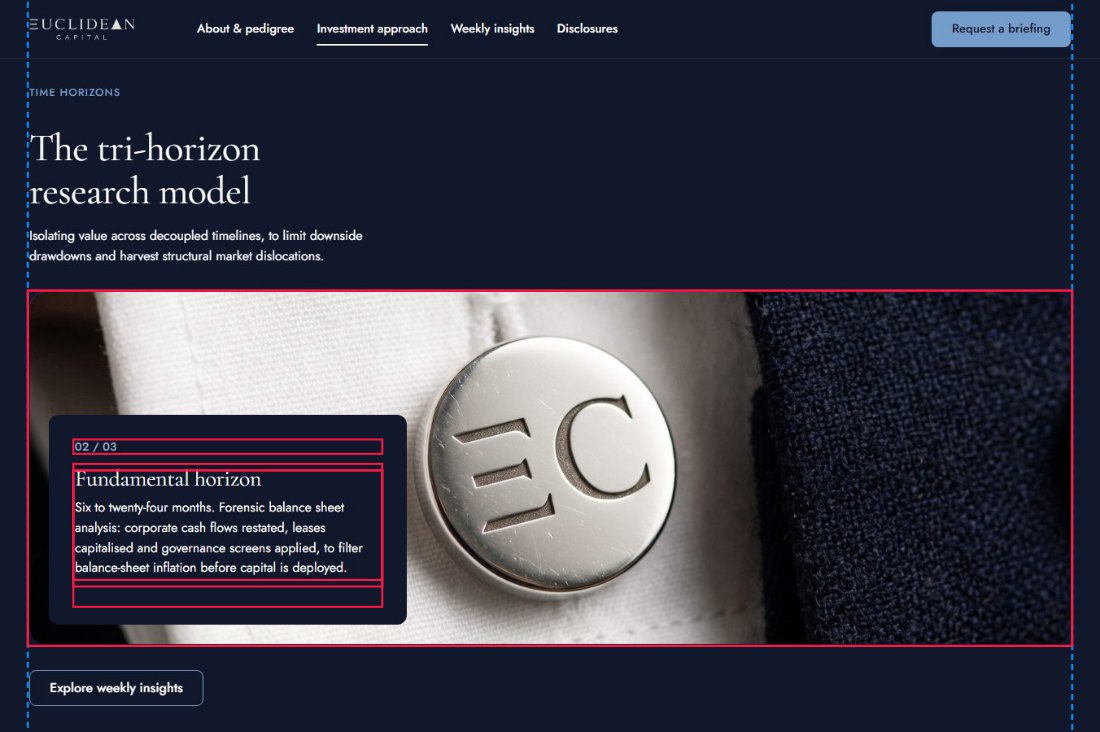 EUCLIDEAN
CAPITAL
About & pedigree
Investment approach
Weekly insights
Disclosures
Request a briefing
TIME HORIZONS
The tri-horizon
research model
Isolating value across decoupled timelines, to limit downside
drawdowns and harvest structural market dislocations.
EC
02 / 03
Fundamental horizon
Six to twenty-four months. Forensic balance sheet
analysis: corporate cash flows restated, leases
capitalised and governance screens applied, to filter
balance-sheet inflation before capital is deployed.
Explore weekly insights